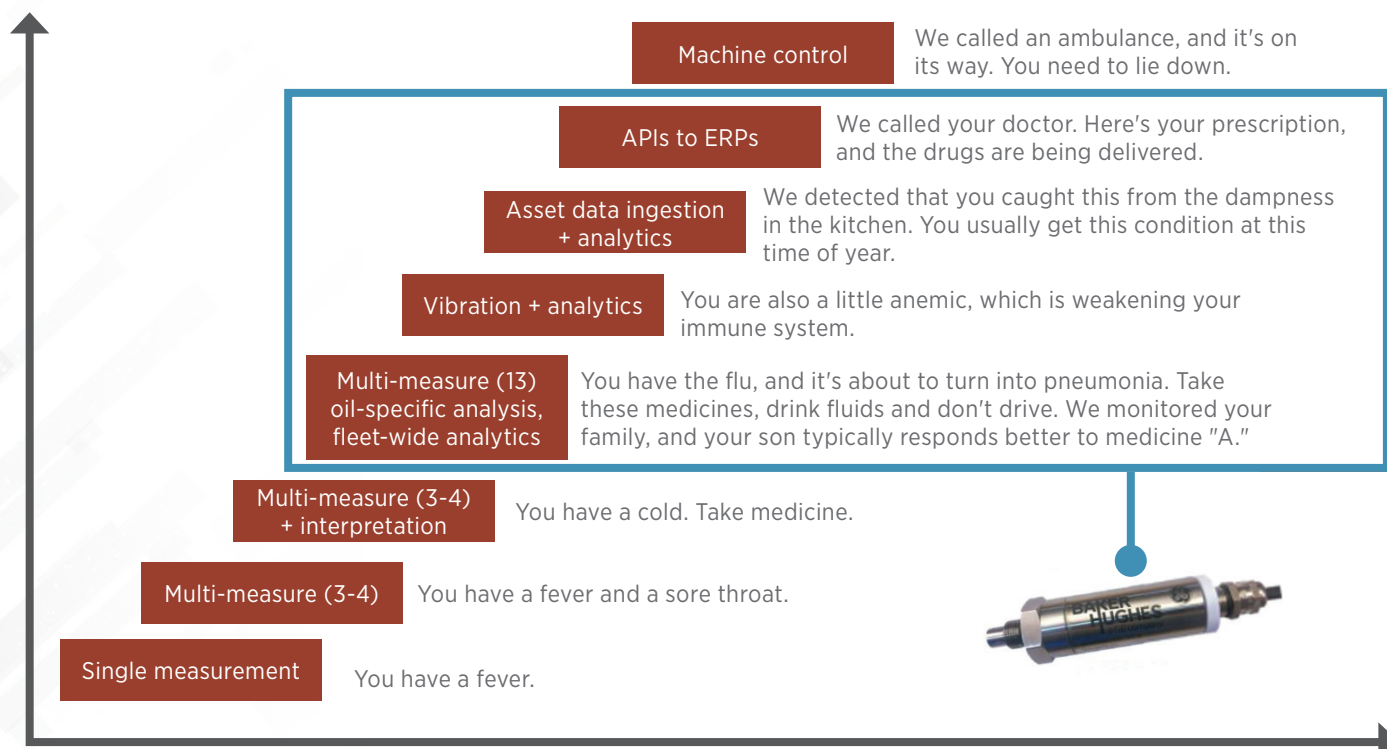 Machine control
We called an ambulance, and it's on
its way. You need to lie down.
APIs to ERPs
We called your doctor. Here's your prescription,
and the drugs are being delivered.
Asset data ingestion
+ analytics
We detected that you caught this from the dampness
in the kitchen. You usually get this condition at this
time of year.
Vibration + analytics
You are also a little anemic, which is weakening your
immune system.
Multi-measure (13)
oil-specific analysis,
fleet-wide analytics
You have the flu, and it's about to turn into pneumonia. Take
these medicines, drink fluids and don't drive. We monitored your
family, and your son typically responds better to medicine "A."
Multi-measure (3-4)
+ interpretation
You have a cold. Take medicine.
Multi-measure (3-4)
You have a fever and a sore throat.
Single measurement
You have a fever.
BAKER
HUGHES